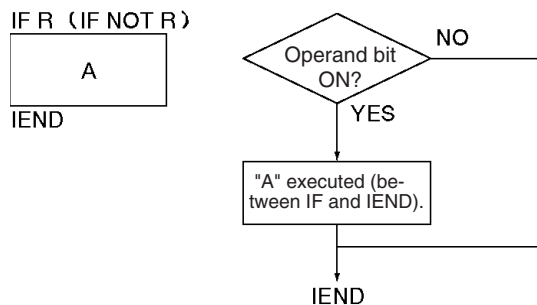 IF R (IF NOT R)
A
IEND
Operand bit
ON?
NO
YES
"A" executed (be-
tween IF and IEND).
IEND